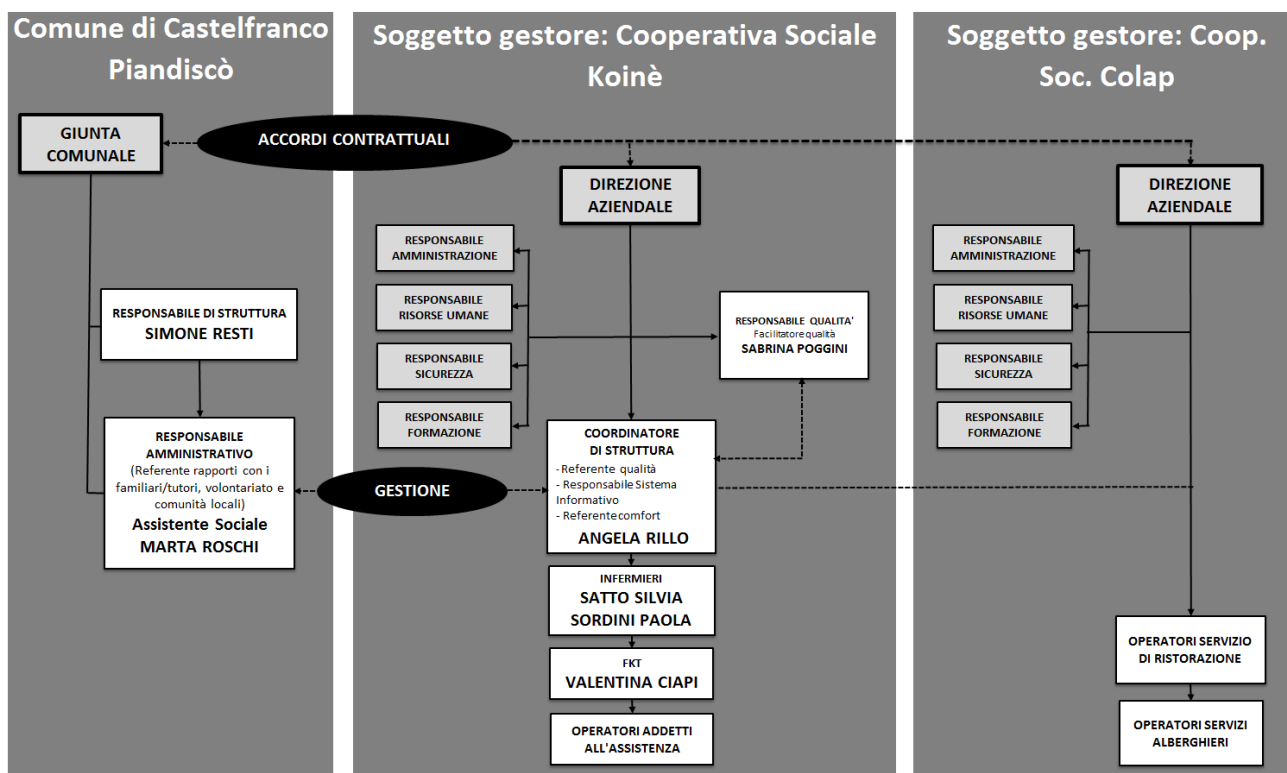 Comune di Castelfranco
Piandiscò
GIUNTA
COMUNALE
RESPONSABILE DI STRUTTURA
SIMONE RESTI
RESPONSABILE
AMMINISTRATIVO
(Referente rapporti con i
familiari/tutori, volontariato e
comunità locali)
Assistente Sociale
MARTA ROSCHI
ACCORDI CONTRATTUALI
GESTIONE
Soggetto gestore: Cooperativa Sociale
Koinè
DIREZIONE
AZIENDALE
RESPONSABILE
AMMINISTRAZIONE
RESPONSABILE
RISORSE UMANE
RESPONSABILE
SICUREZZA
RESPONSABILE
FORMAZIONE
RESPONSABILE QUALITA'
Facilitatore qualità
SABRINA POGGINI
COORDINATORE
DI STRUTTURA
- Referente qualità
- Responsabile Sistema
Informativo
- Referente comfort
ANGELA RILLO
INFERMIERI
SATTO SILVIA
SORDINI PAOLA
FKT
VALENTINA CIAPI
OPERATORI ADDETTI
ALL'ASSISTENZA
Soggetto gestore: Coop.
Soc. Colap
DIREZIONE
AZIENDALE
RESPONSABILE
AMMINISTRAZIONE
RESPONSABILE
RISORSE UMANE
RESPONSABILE
SICUREZZA
RESPONSABILE
FORMAZIONE
OPERATORI SERVIZIO
DI RISTORAZIONE
OPERATORI SERVIZI
ALBERGHIERI